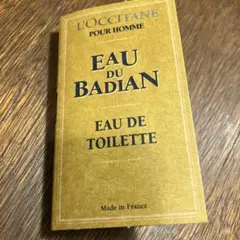 L'OCCITANE
POUR HOMME
EAU
DU
BADIAN
EAU DE
TOILETTE
Made in France